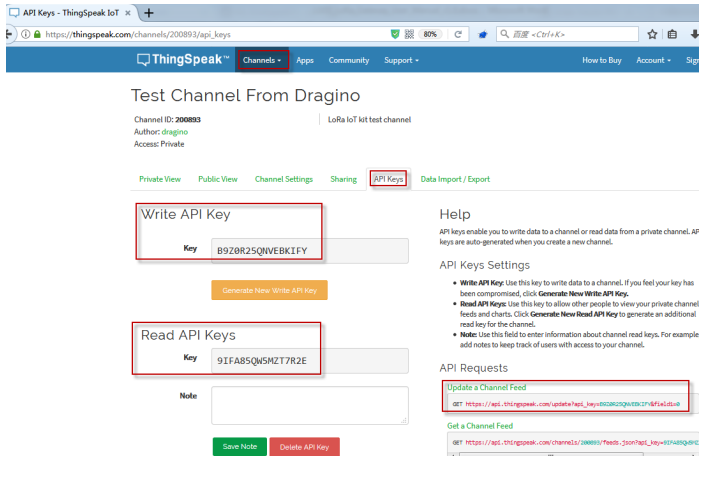 API Keys - ThingSpeak IoT
https://thingspeak.com/channels/200893/api_keys
80%
百度 <Ctrl+K>
ThingSpeak™
Channels
Apps
Community
Support
How to Buy
Account
Sign
Test Channel From Dragino
Channel ID: 200893
LoRa IoT kit test channel
Author: dragino
Access: Private
Private View
Public View
Channel Settings
Sharing
API Keys
Data Import / Export
Write API Key
Key
B9Z0R25QNVEBKIFY
Generate New Write API Key
Read API Keys
Key
9IFA85QW5MZT7R2E
Note
Save Note
Delete API Key
Help
API keys enable you to write data to a channel or read data from a private channel. AP
keys are auto-generated when you create a new channel.
API Keys Settings
Write API Key: Use this key to write data to a channel. If you feel your key has
been compromised, click Generate New Write API Key.
Read API Keys: Use this key to allow other people to view your private channel
feeds and charts. Click Generate New Read API Key to generate an additional
read key for the channel.
Note: Use this field to enter information about channel read keys. For example
add notes to keep track of users with access to your channel.
API Requests
Update a Channel Feed
GET https://api.thingspeak.com/update?api_key=B9Z0R25QNVEBKIFY&field1=0
Get a Channel Feed
GET https://api.thingspeak.com/channels/200893/feeds.json?api_key=9IFA85QW5MZ